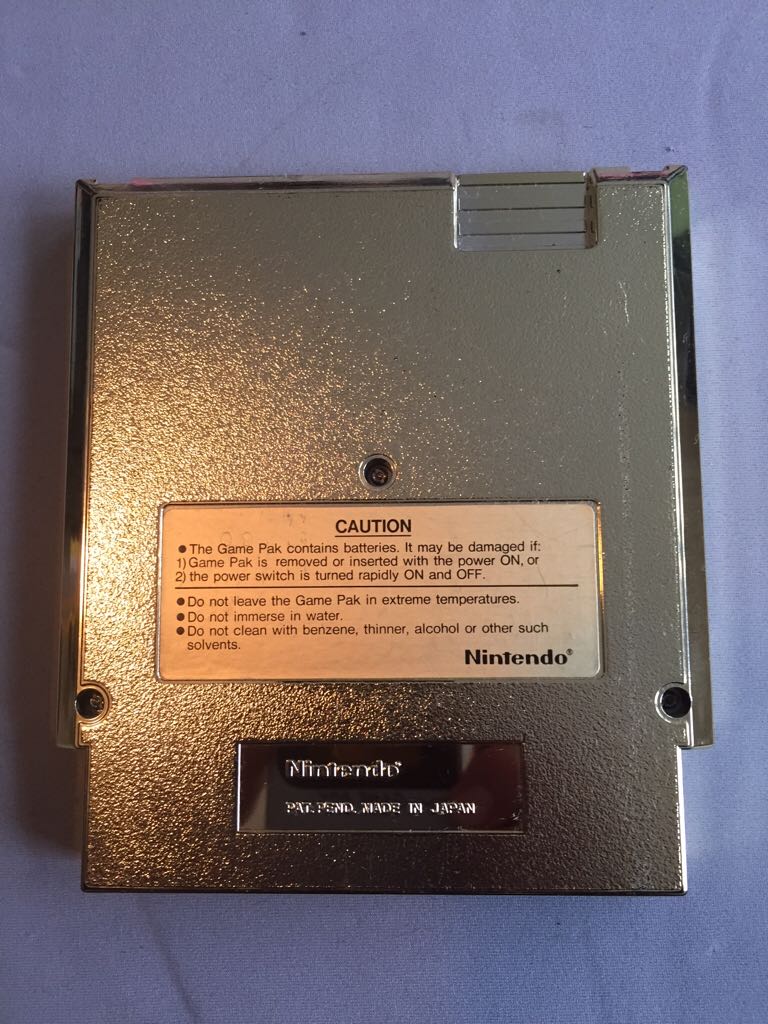 CAUTION
● The Game Pak contains batteries. It may be damaged if:
1) Game Pak is removed or inserted with the power ON, or
2) the power switch is turned rapidly ON and OFF.
● Do not leave the Game Pak in extreme temperatures.
● Do not immerse in water.
● Do not clean with benzene, thinner, alcohol or other such
solvents.
Nintendo®
Nintendo®
PAT. PEND. MADE IN JAPAN